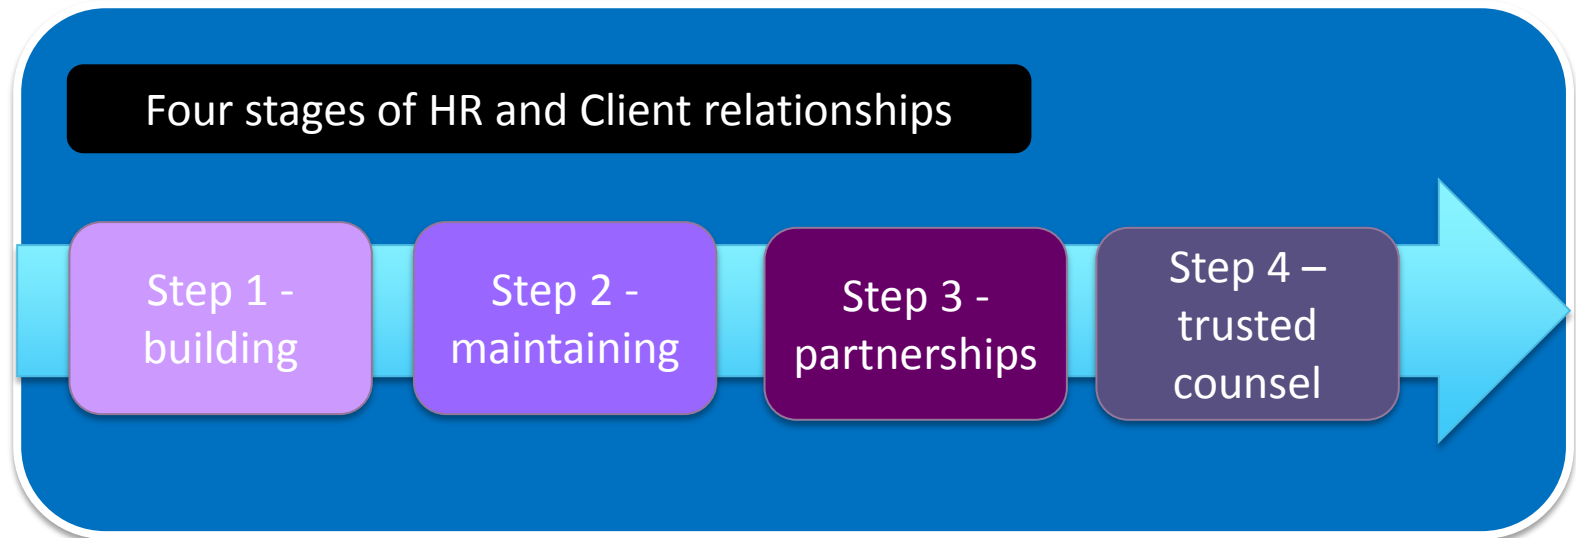 Four stages of HR and Client relationships
Step 1 -
building
Step 2 -
maintaining
Step 3 -
partnerships
Step 4 –
trusted
counsel